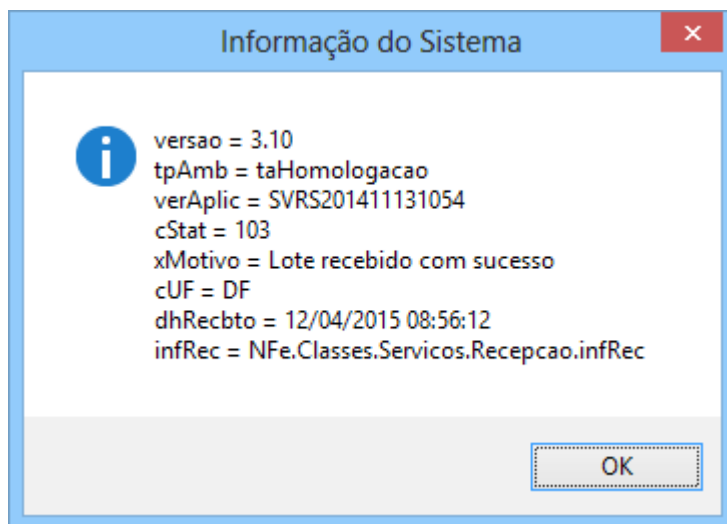 Informação do Sistema
versao = 3.10
tpAmb = taHomologacao
verAplic = SVRS201411131054
cStat = 103
xMotivo = Lote recebido com sucesso
cUF = DF
dhRecbto = 12/04/2015 08:56:12
infRec = NFe.Classes.Servicos.Recepcao.infRec
OK